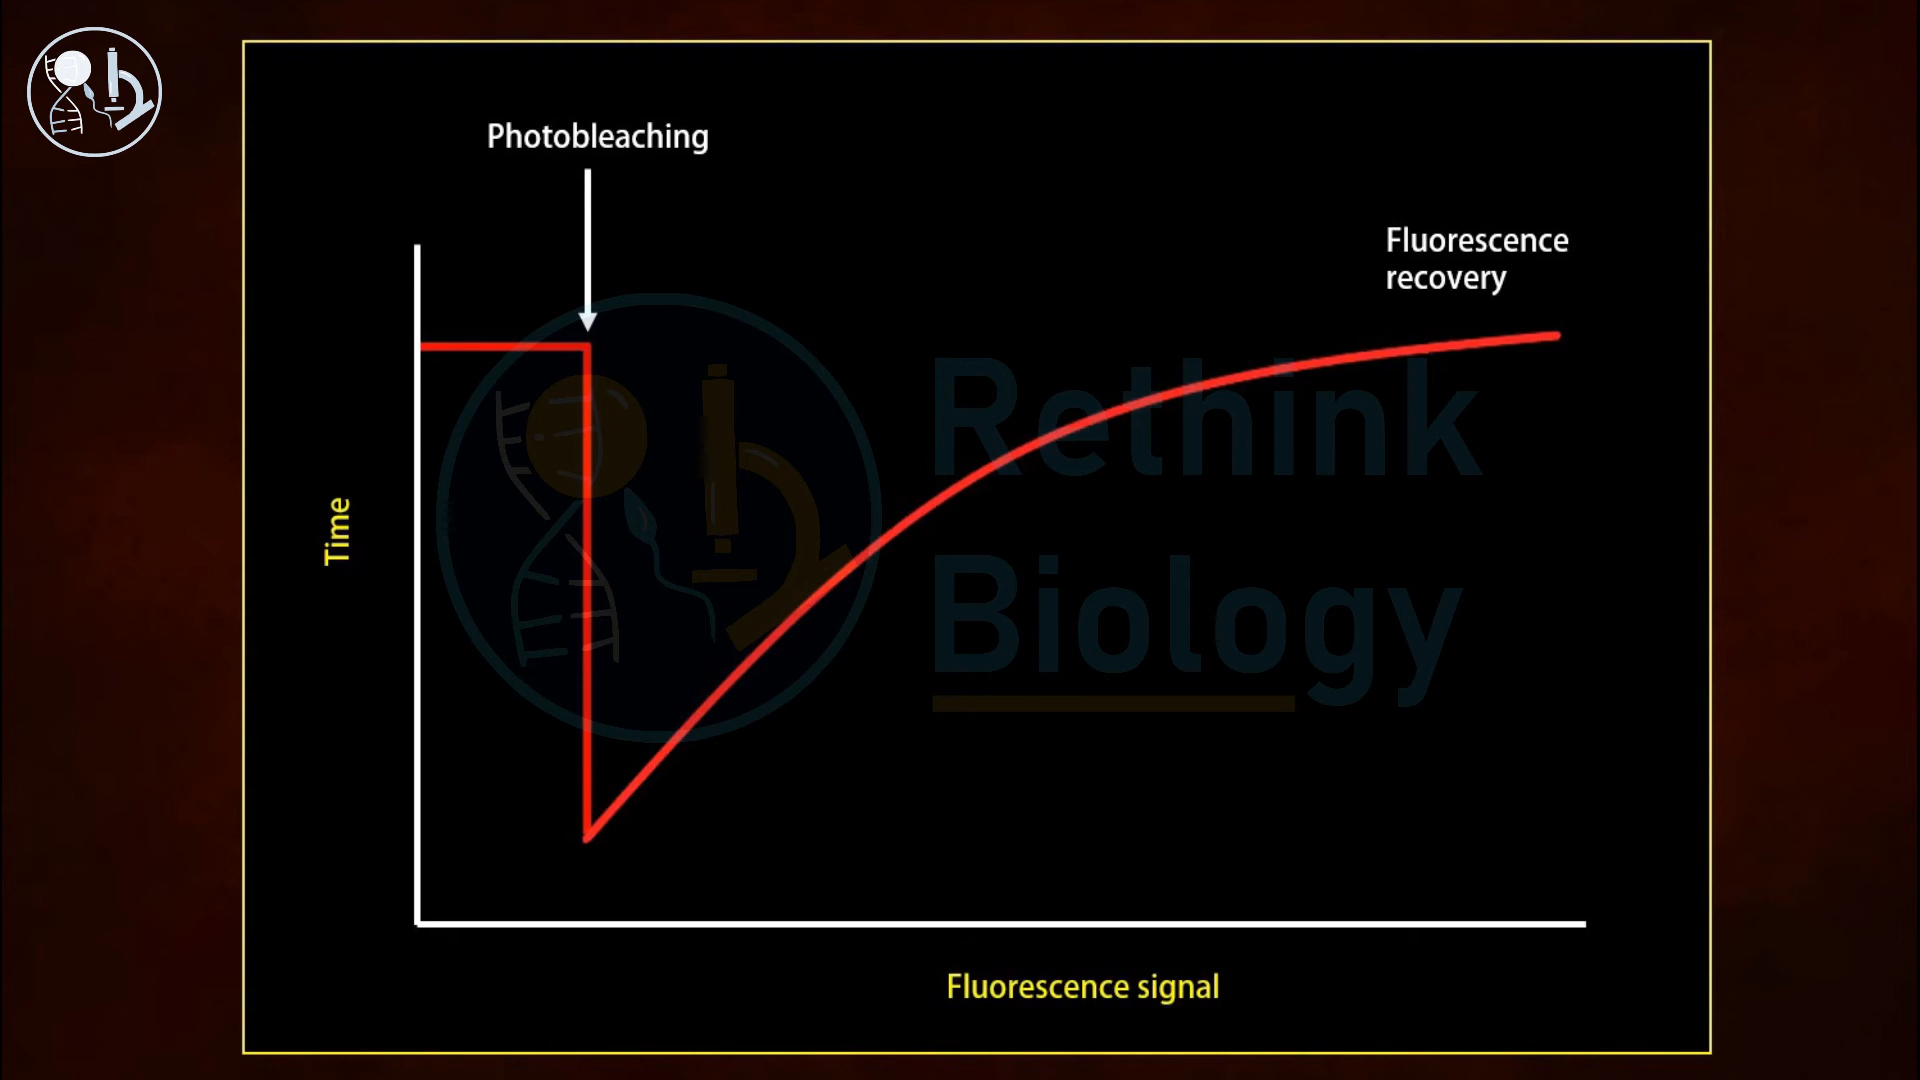 Photobleaching
Fluorescence
recovery
Rethink
Time
Biology
Fluorescence signal